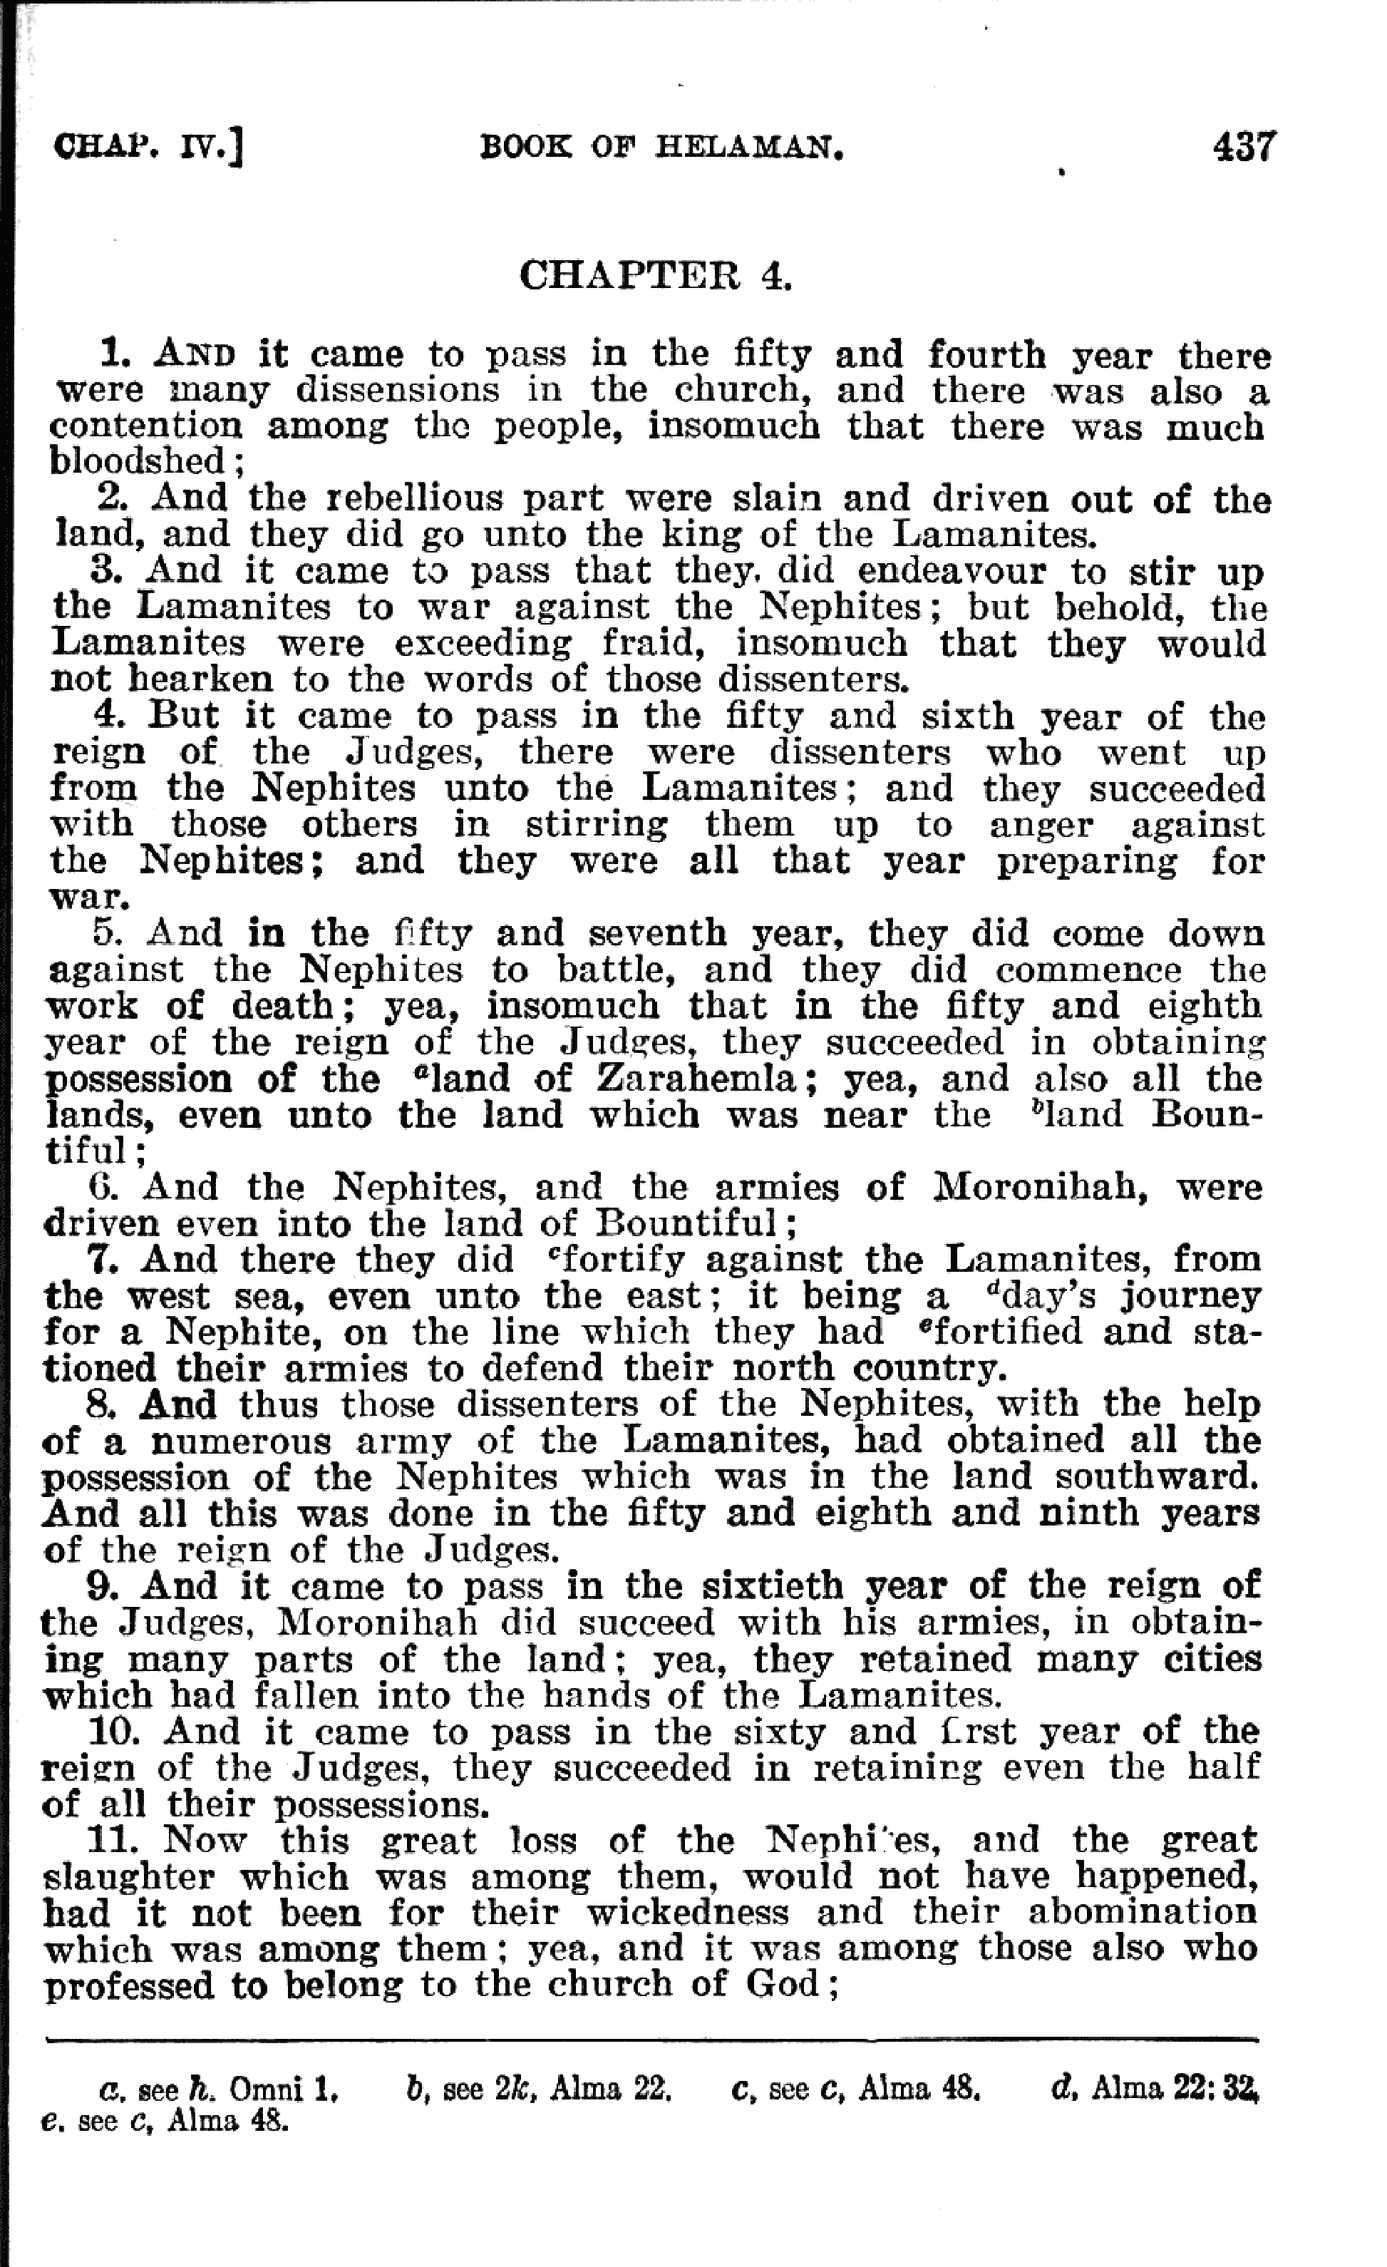 CHAP. IV.] BOOK OF HELAMAN. 437
CHAPTER 4.
1. AND it came to pass in the fifty and fourth year there
were many dissensions in the church, and there was also a
contention among the people, insomuch that there was much
bloodshed;
2. And the rebellious part were slain and driven out of the
land, and they did go unto the king of the Lamanites.
3. And it came to pass that they. did endeavour to stir up
the Lamanites to war against the Nephites; but behold, the
Lamanites were exceeding fraid, insomuch that they would
not hearken to the words of those dissenters.
4. But it came to pass in the fifty and sixth year of the
reign of the Judges, there were dissenters who went up
from the Nephites unto the Lamanites; and they succeeded
with those others in stirring them up to anger against
the Nephites; and they were all that year preparing for
war.
5. And in the fifty and seventh year, they did come down
against the Nephites to battle, and they did commence the
work of death; yea, insomuch that in the fifty and eighth
year of the reign of the Judges, they succeeded in obtaining
possession of the ᵃland of Zarahemla; yea, and also all the
lands, even unto the land which was near the ᵇland Boun-
tiful;
6. And the Nephites, and the armies of Moronihah, were
driven even into the land of Bountiful;
7. And there they did ᶜfortify against the Lamanites, from
the west sea, even unto the east; it being a ᵈday's journey
for a Nephite, on the line which they had ᵉfortified and sta-
tioned their armies to defend their north country.
8. And thus those dissenters of the Nephites, with the help
of a numerous army of the Lamanites, had obtained all the
possession of the Nephites which was in the land southward.
And all this was done in the fifty and eighth and ninth years
of the reign of the Judges.
9. And it came to pass in the sixtieth year of the reign of
the Judges, Moronihah did succeed with his armies, in obtain-
ing many parts of the land; yea, they retained many cities
which had fallen into the hands of the Lamanites.
10. And it came to pass in the sixty and first year of the
reign of the Judges, they succeeded in retaining even the half
of all their possessions.
11. Now this great loss of the Nephites, and the great
slaughter which was among them, would not have happened,
had it not been for their wickedness and their abomination
which was among them; yea, and it was among those also who
professed to belong to the church of God;
a, see h. Omni 1. b, see 2k, Alma 22. c, see c, Alma 48. d, Alma 22:32,
e. see c, Alma 48.